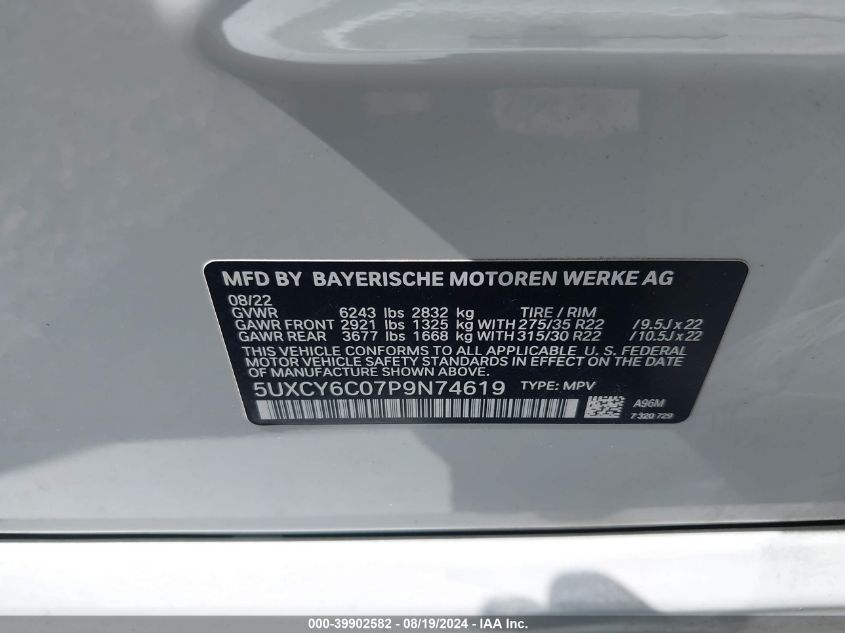 MFD BY BAYERISCHE MOTOREN WERKE AG
08/22
GVWR 6243 lbs 2832 kg TIRE / RIM
GAWR FRONT 2921 lbs 1325 kg WITH 275/35 R22 / 9.5J x 22
GAWR REAR 3677 lbs 1668 kg WITH 315/30 R22 / 10.5J x 22
THIS VEHICLE CONFORMS TO ALL APPLICABLE U.S. FEDERAL
MOTOR VEHICLE SAFETY STANDARDS IN EFFECT ON THE DATE
OF MANUFACTURE SHOWN ABOVE.
5UXCY6C07P9N74619 TYPE: MPV
A96M
7 320 729
000-39902582 - 08/19/2024 - IAA Inc.